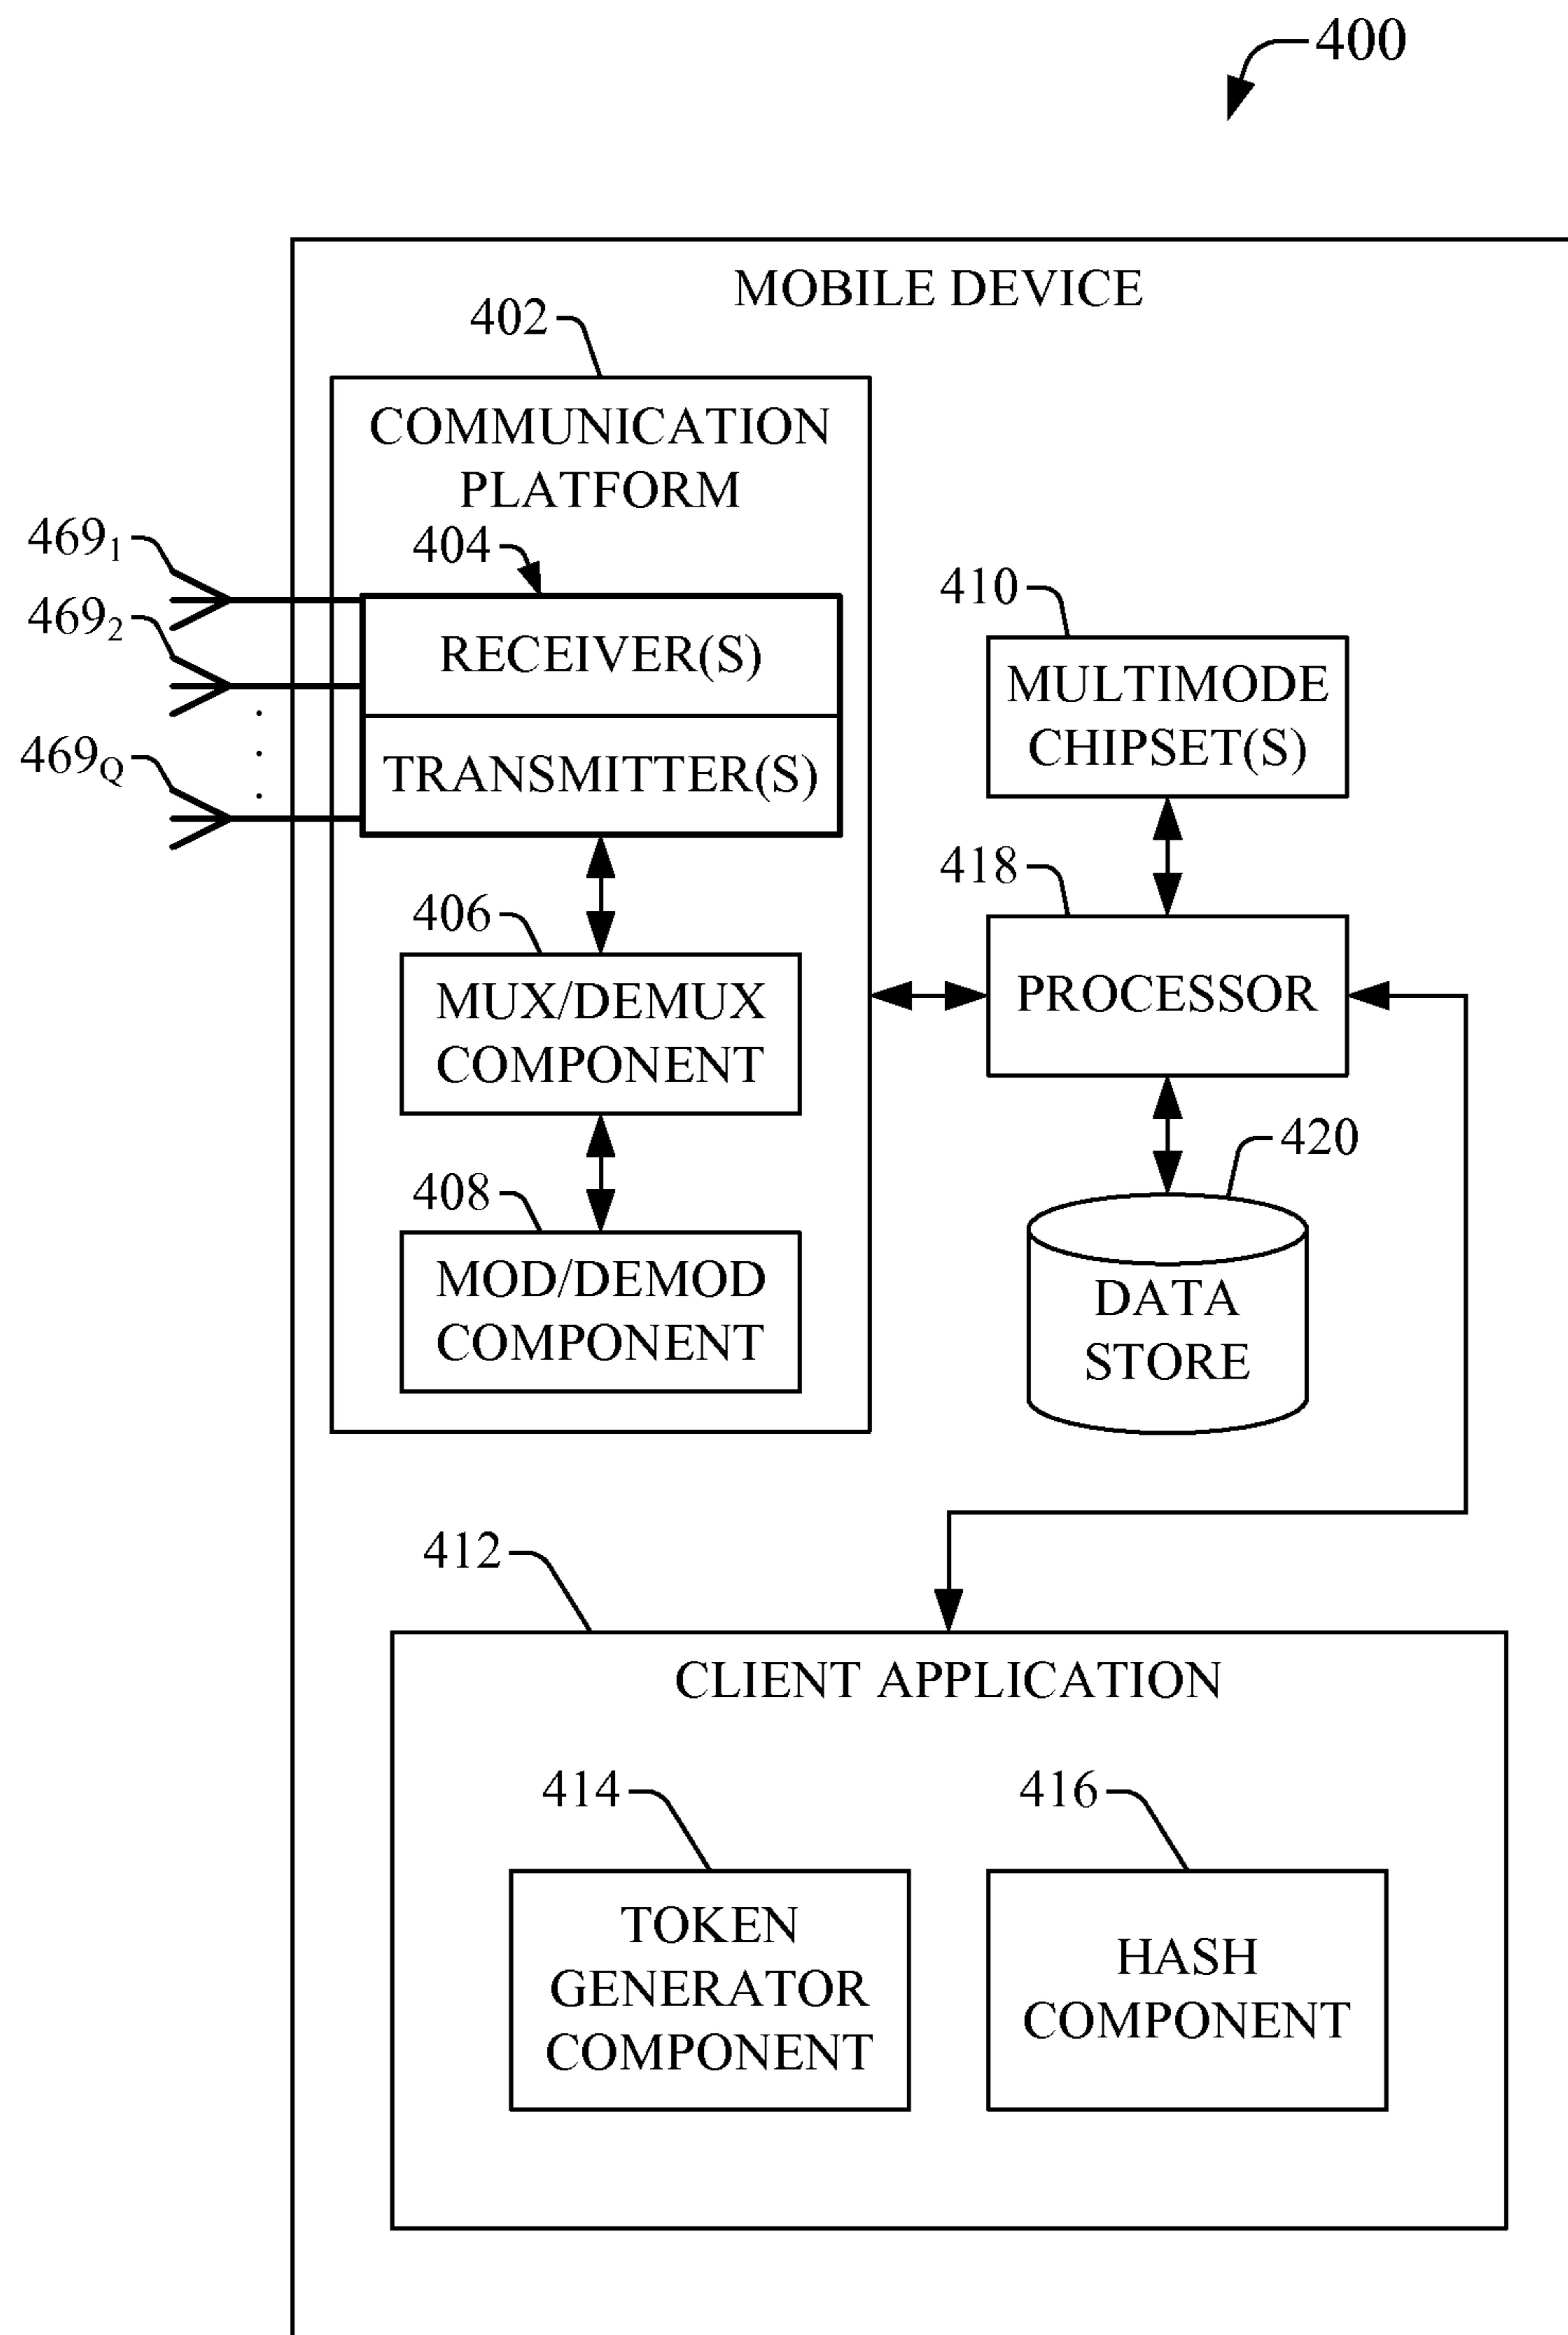 400
MOBILE DEVICE
402
COMMUNICATION
PLATFORM
404
469₁
RECEIVER(S)
469₂
TRANSMITTER(S)
469Q
410
MULTIMODE
CHIPSET(S)
418
PROCESSOR
406
MUX/DEMUX
COMPONENT
408
MOD/DEMOD
COMPONENT
420
DATA
STORE
412
CLIENT APPLICATION
414
TOKEN
GENERATOR
COMPONENT
416
HASH
COMPONENT